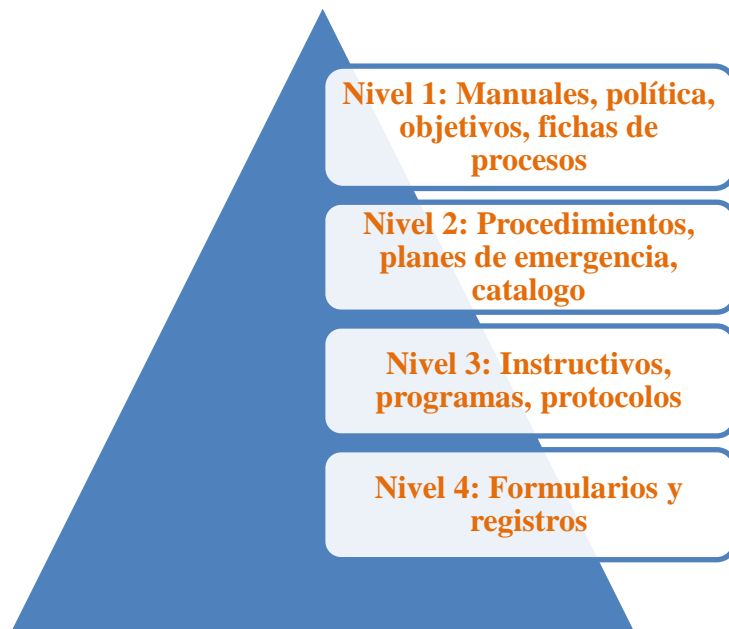 Nivel 1: Manuales, política,
objetivos, fichas de
procesos
Nivel 2: Procedimientos,
planes de emergencia,
catalogo
Nivel 3: Instructivos,
programas, protocolos
Nivel 4: Formularios y
registros